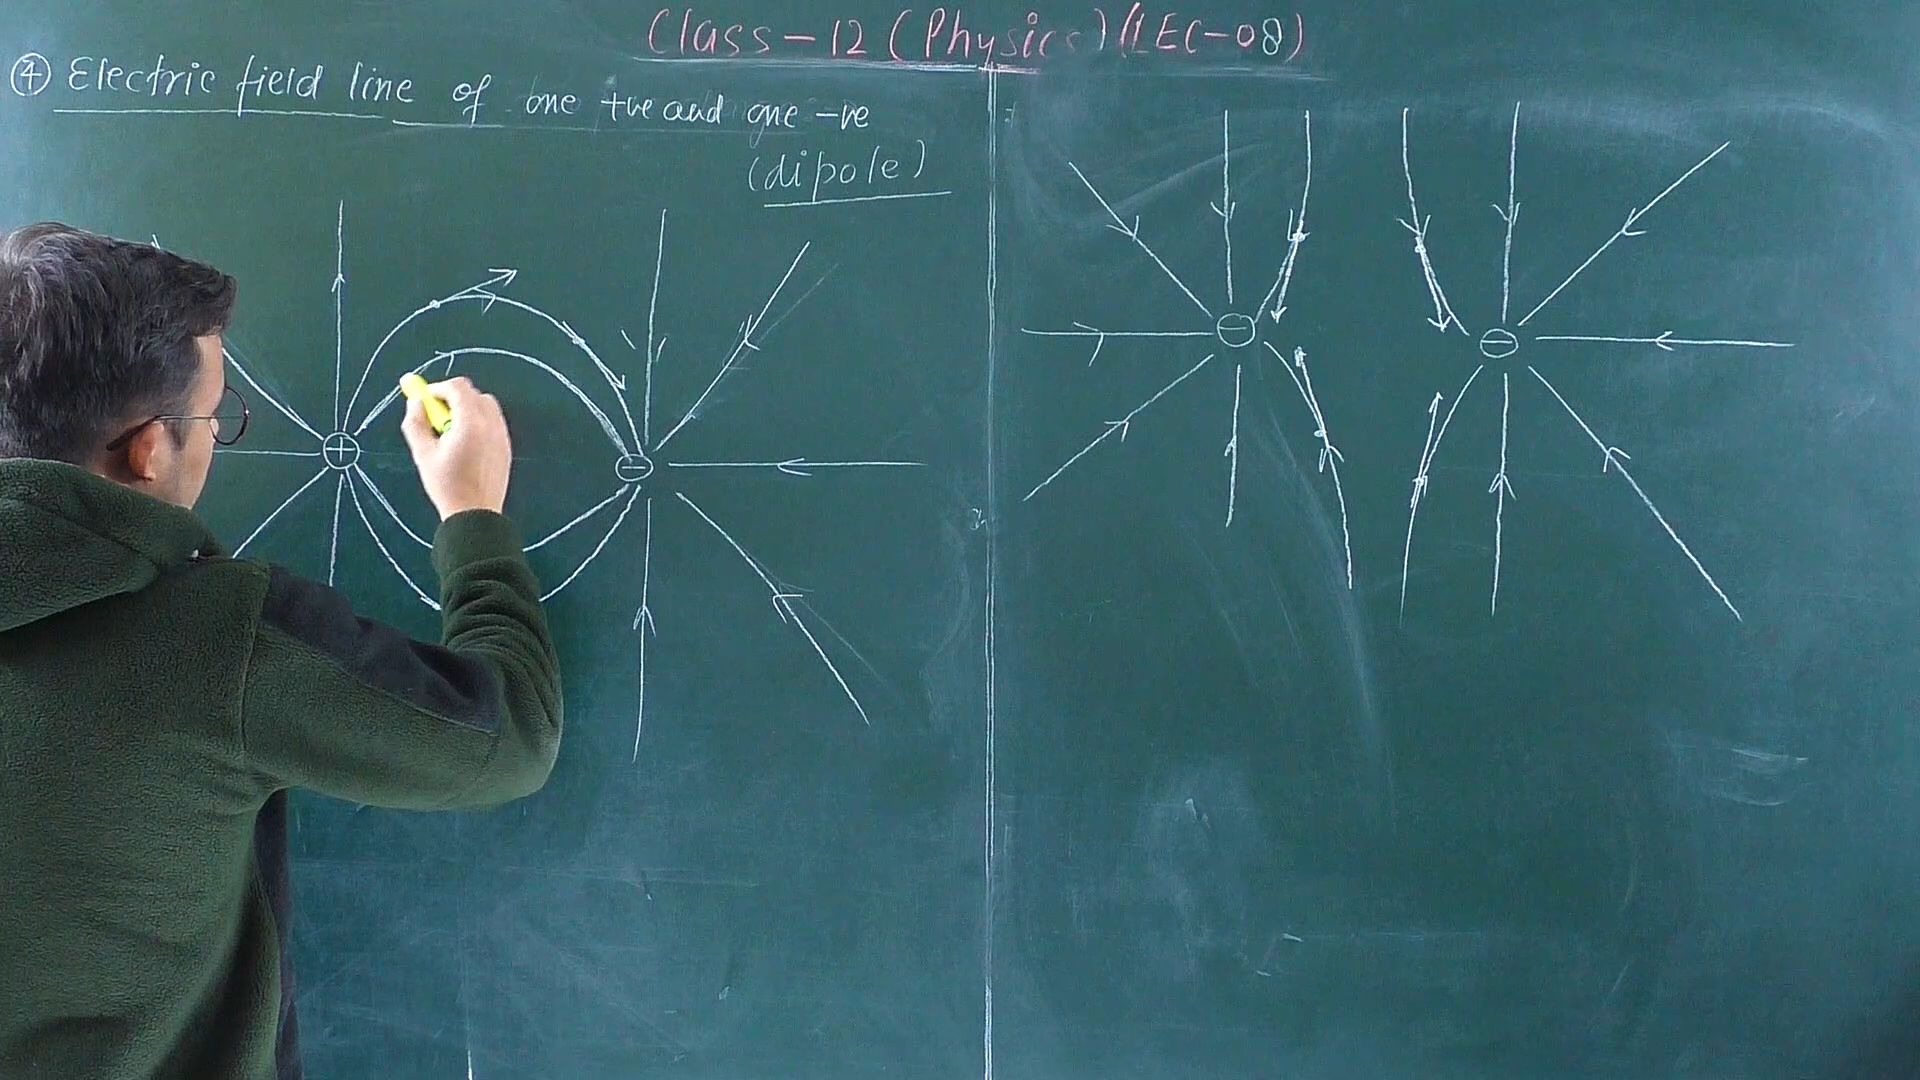 Class-12 (Physics) (LEC-08)
④ Electric field line of one +ve and one -ve
(dipole)
+
-
-
-